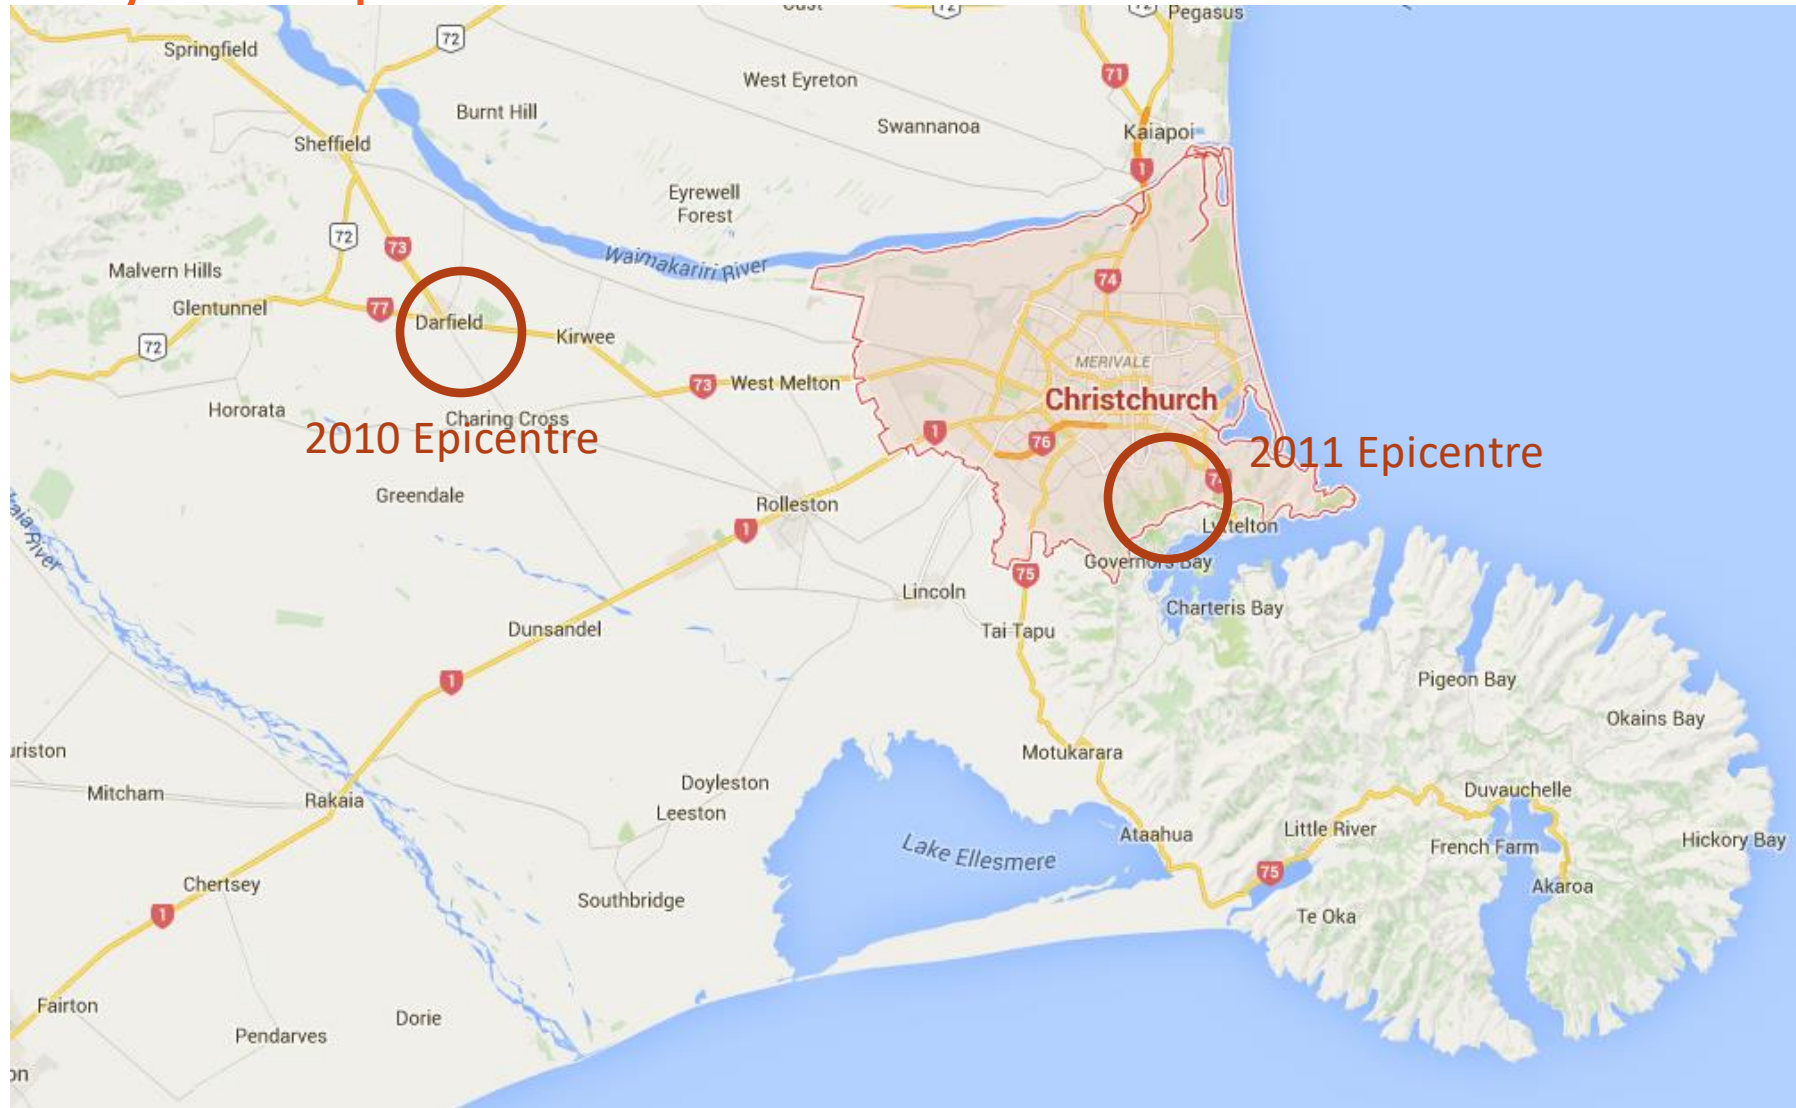 Pegasus
72
Springfield
71
West Eyreton
Burnt Hill
Swannanoa
Kaiapoi
Sheffield
1
Eyrewell
Forest
72
73
Waimakariri River
Malvern Hills
74
Glentunnel
77
Darfield
Kirwee
72
MERIVALE
73
West Melton
Christchurch
Hororata
Charing Cross
2010 Epicentre
1
76
2011 Epicentre
Greendale
Rolleston
1
Lyttelton
River
Governors Bay
75
Lincoln
Charteris Bay
Dunsandel
Tai Tapu
1
Pigeon Bay
Okains Bay
Motukarara
Doyleston
Mitcham
Rakaia
Duvauchelle
Leeston
Ataahua
Little River
French Farm
Hickory Bay
Lake Ellesmere
75
Chertsey
Akaroa
Southbridge
1
Te Oka
Fairton
Dorie
Pendarves